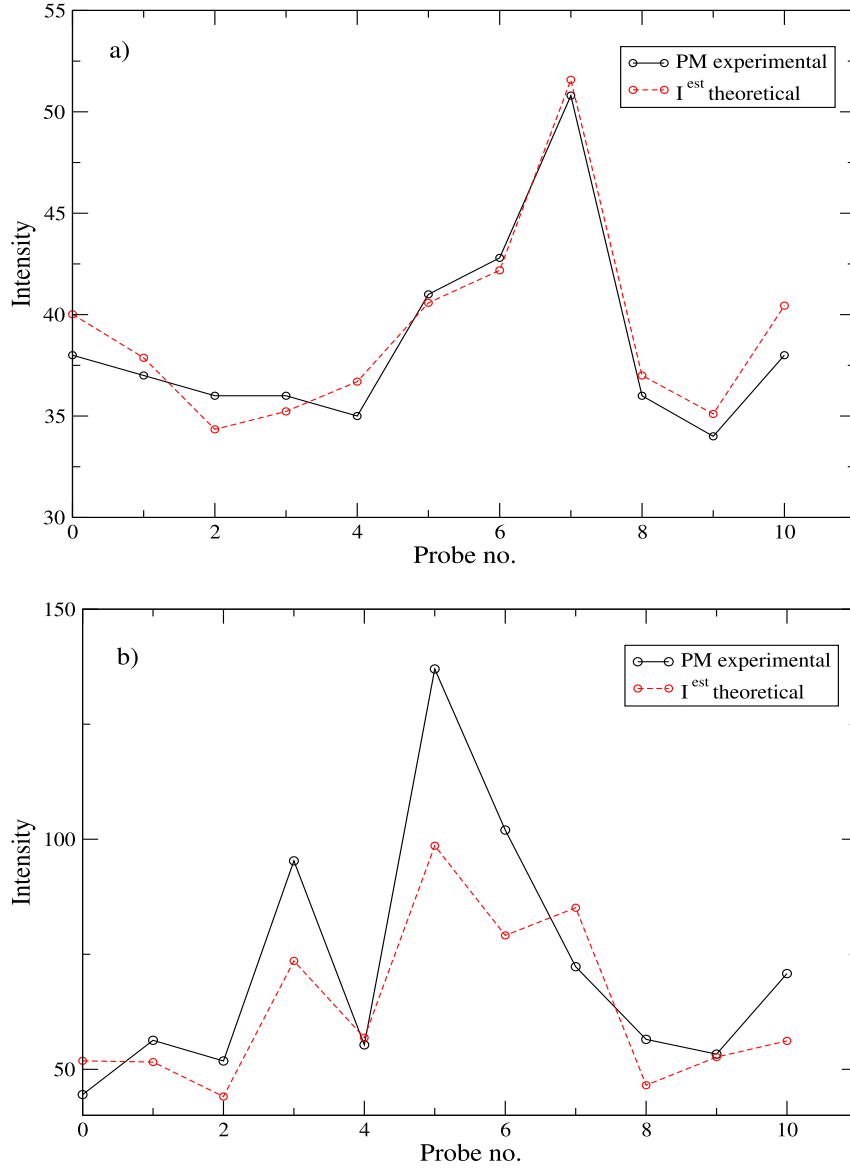 a)
PM experimental
I est theoretical
55
50
45
40
35
30
Intensity
0 2 4 6 8 10
Probe no.
b)
PM experimental
I est theoretical
150
100
50
Intensity
0 2 4 6 8 10
Probe no.